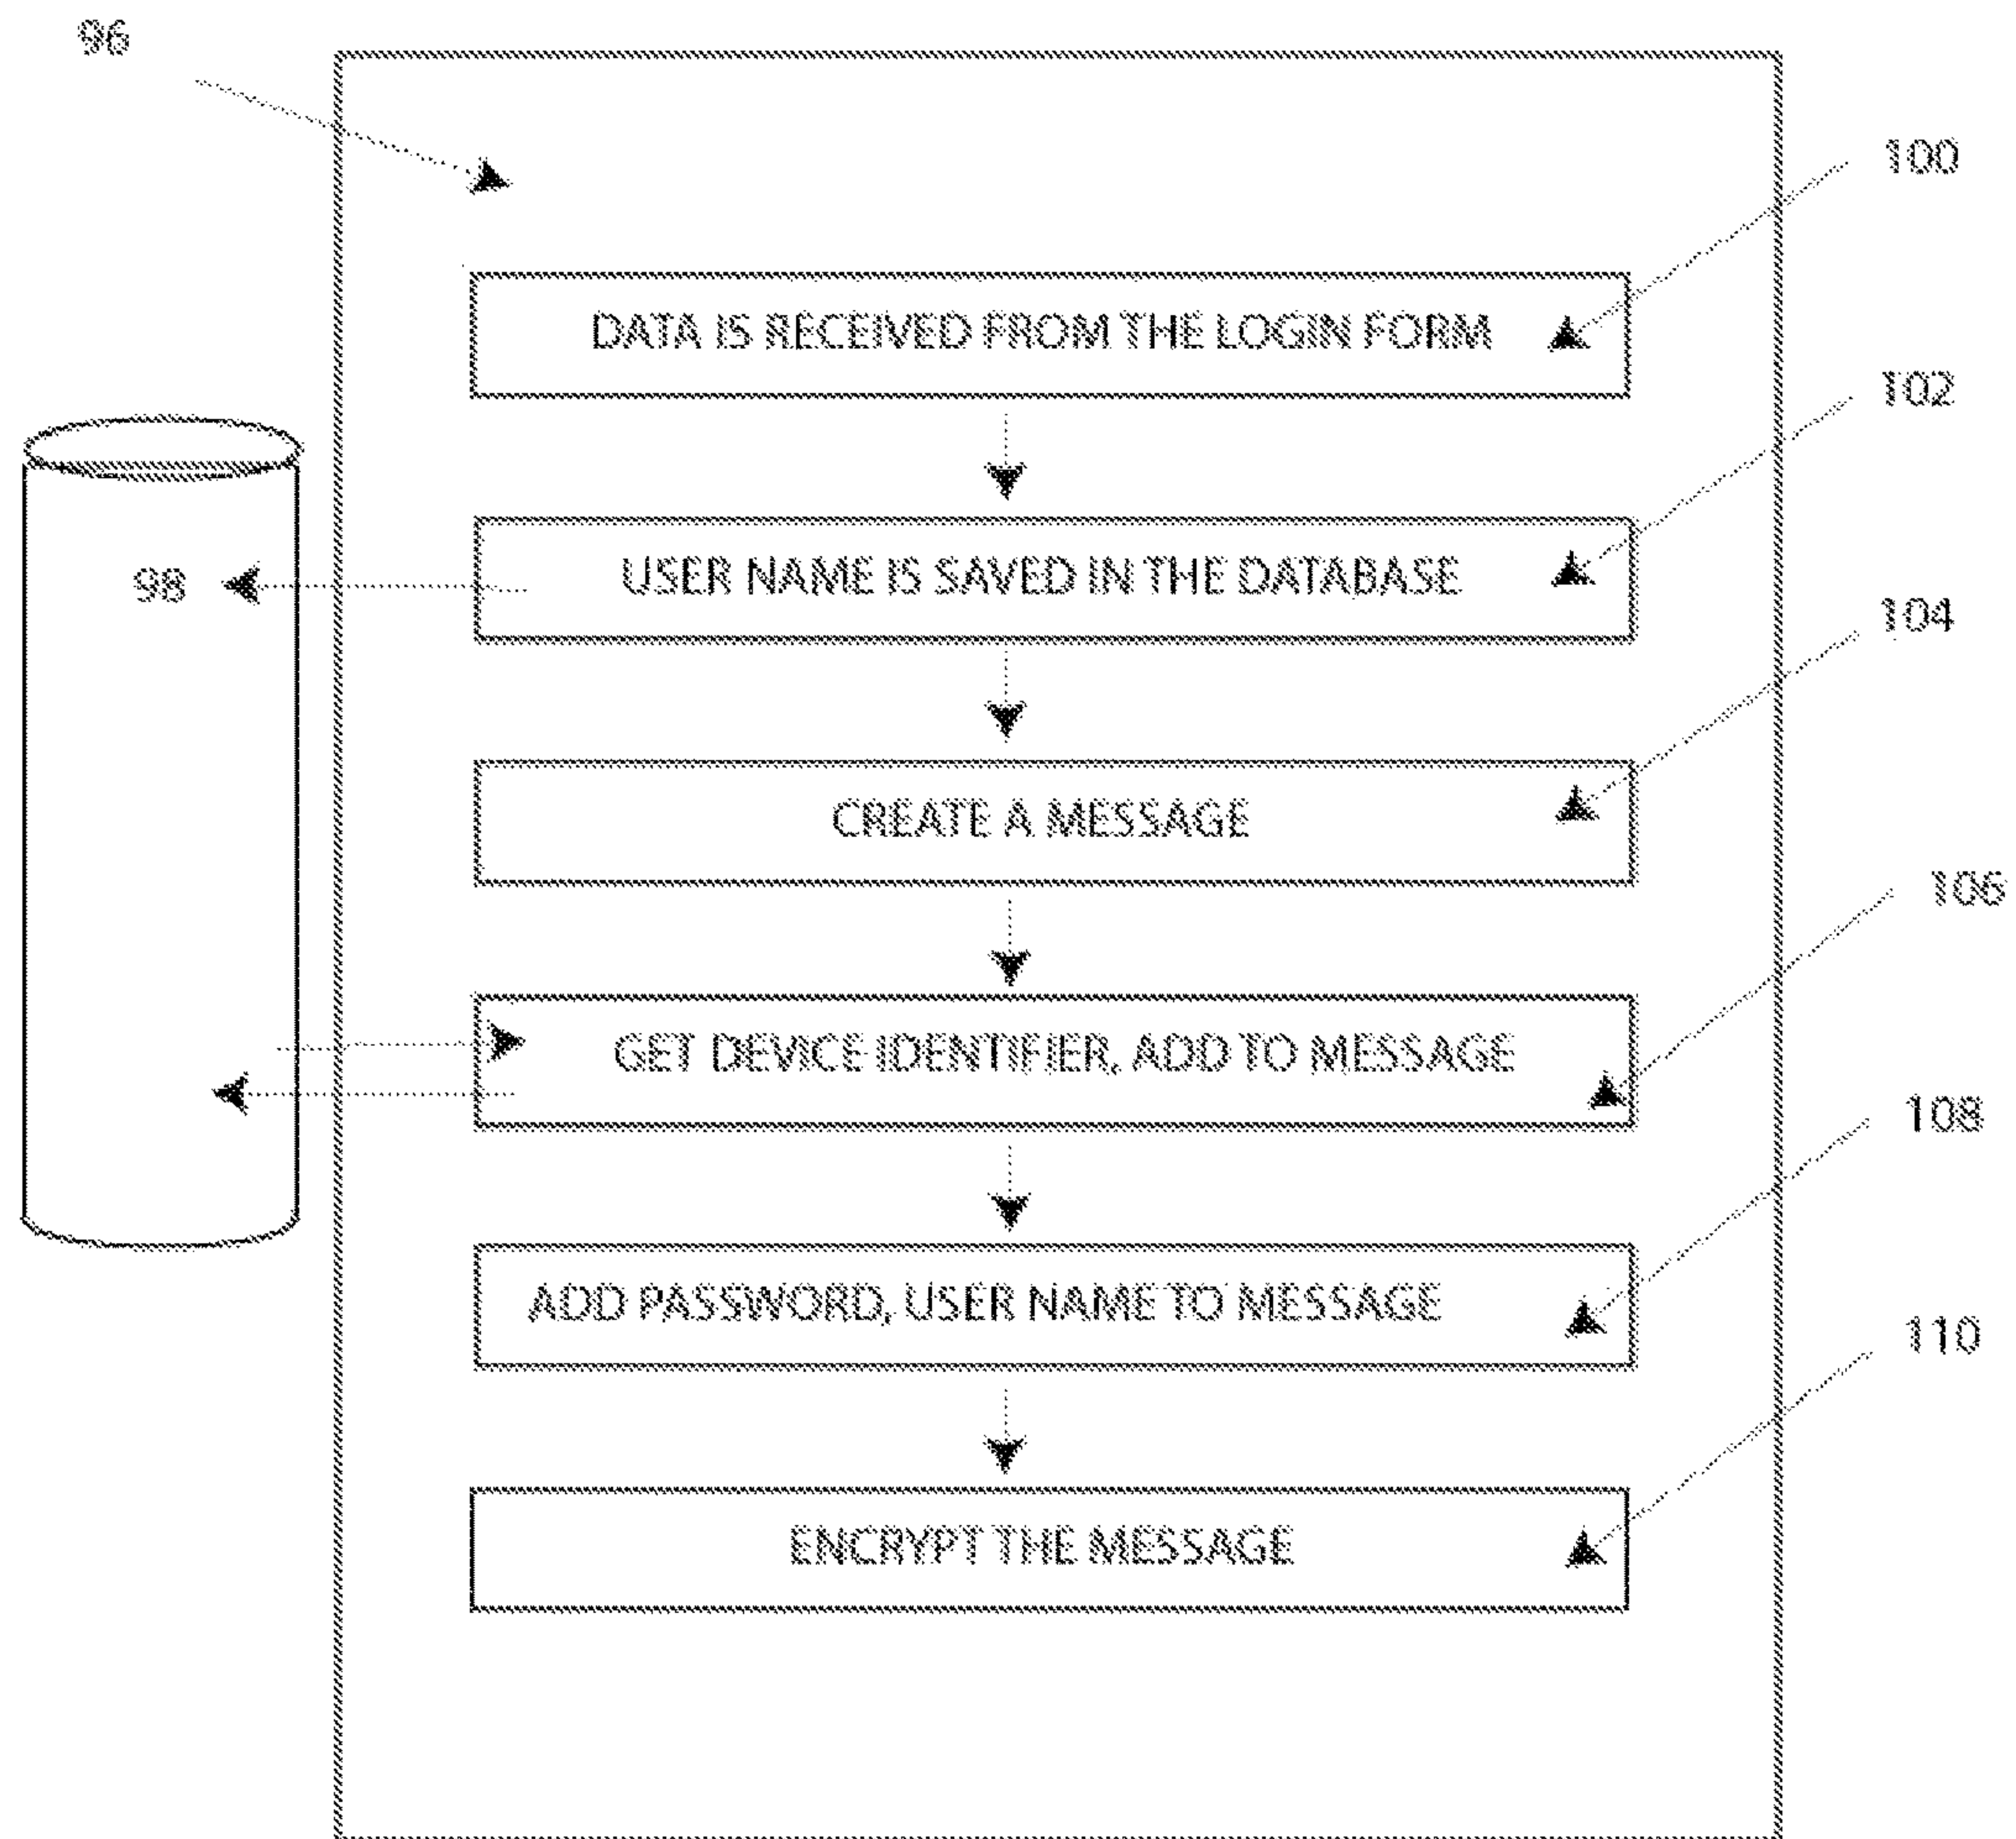 96
100
DATA IS RECEIVED FROM THE LOGIN FORM
102
USER NAME IS SAVED IN THE DATABASE
98
104
CREATE A MESSAGE
106
GET DEVICE IDENTIFIER, ADD TO MESSAGE
108
ADD PASSWORD, USER NAME TO MESSAGE
110
ENCRYPT THE MESSAGE